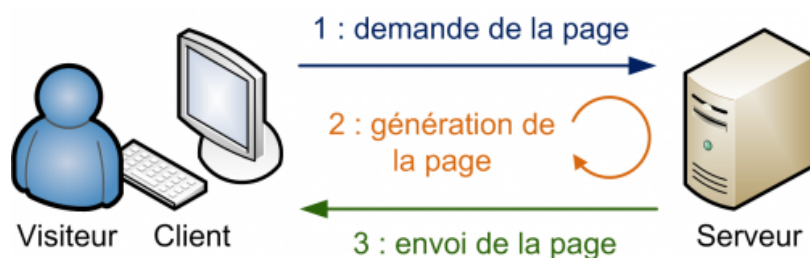 1 : demande de la page
2 : génération de
la page
3 : envoi de la page
Visiteur
Client
Serveur